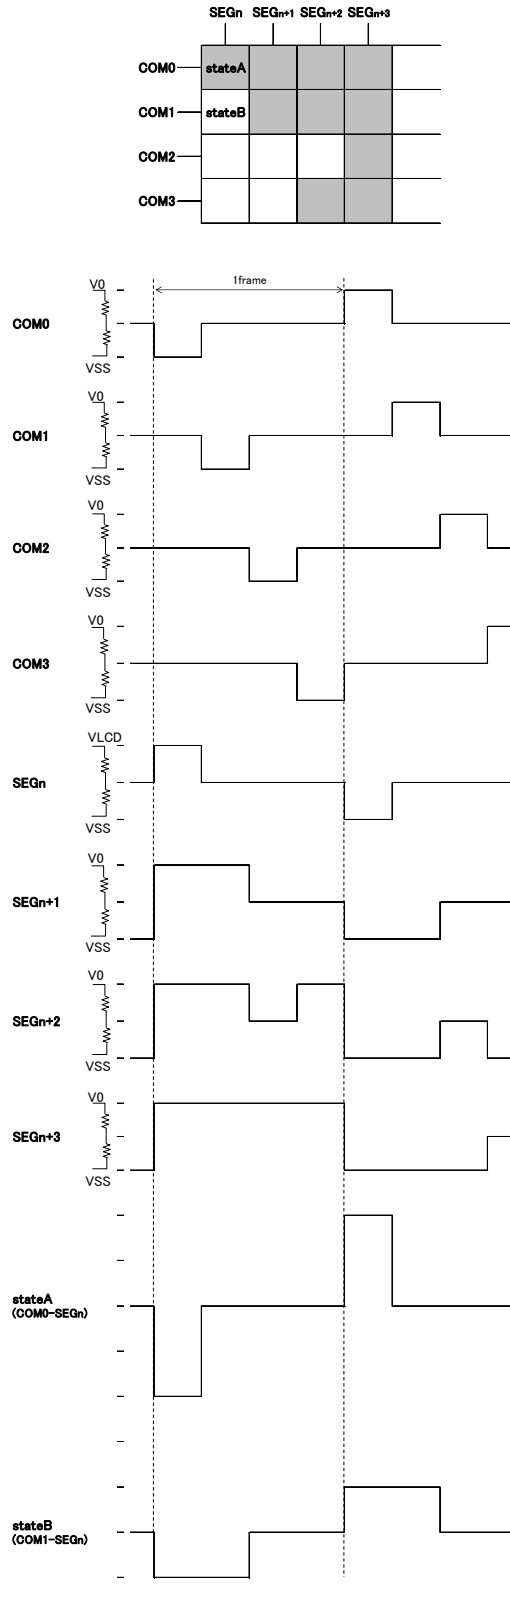 SEGn SEGn+1 SEGn+2 SEGn+3
COM0 stateA
COM1 stateB
COM2
COM3
1frame
V0
COM0
VSS
V0
COM1
VSS
V0
COM2
VSS
V0
COM3
VSS
VLCD
SEGn
VSS
V0
SEGn+1
VSS
V0
SEGn+2
VSS
V0
SEGn+3
VSS
stateA
(COM0-SEGn)
stateB
(COM1-SEGn)